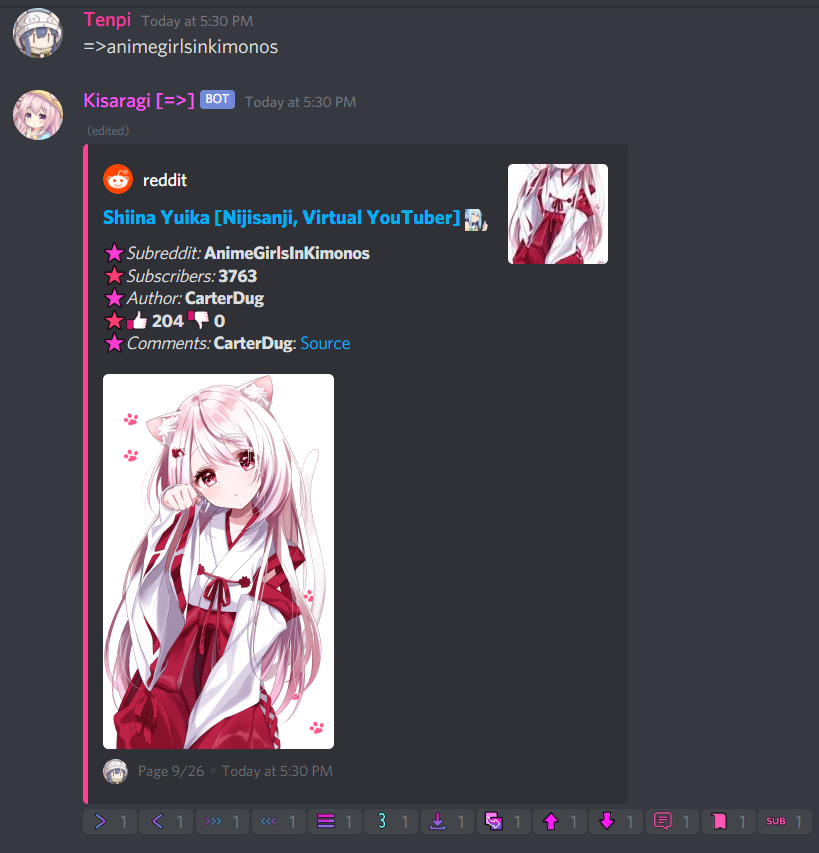 Tenpi Today at 5:30 PM
=>animegirlsinkimonos
Kisaragi [=>] BOT Today at 5:30 PM
(edited)
reddit
Shiina Yuika [Nijisanji, Virtual YouTuber]
Subreddit: AnimeGirlsInKimonos
Subscribers: 3763
Author: CarterDug
204 0
Comments: CarterDug: Source
Page 9/26 • Today at 5:30 PM
1 1 1 1 1 3 1 1 1 1 1 1 1 SUB 1